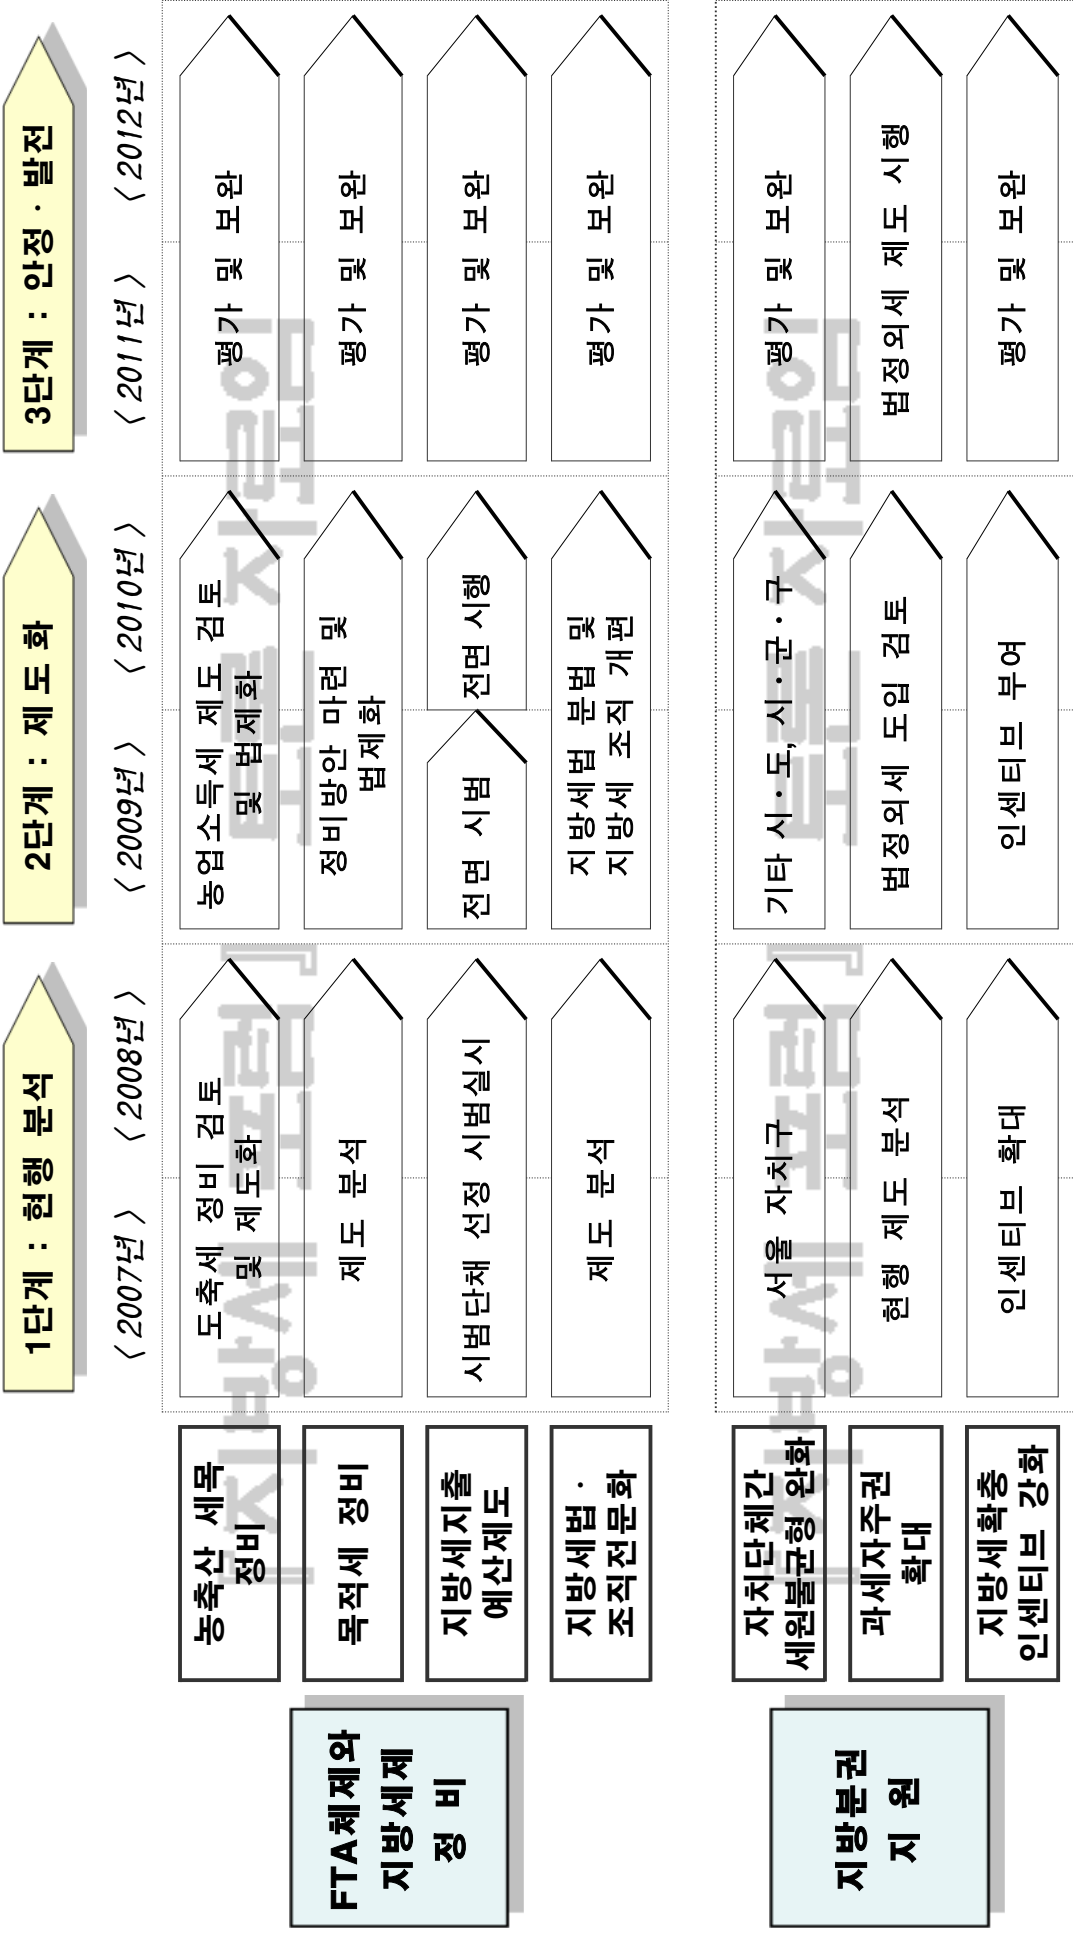 1단계 : 현행 분석
2단계 : 제 도 화
3단계 : 안정 · 발전
< 2007년 >
< 2008년 >
< 2009년 >
< 2010년 >
< 2011년 >
< 2012년 >
FTA체제와
지방세제
정 비
농축산 세목
정비
도축세 정비 검토
및 제도화
농업소득세 제도 검토
및 법제화
평가 및 보완
목적세 정비
제도 분석
정비방안 마련 및
법제화
평가 및 보완
지방세지출
예산제도
시범단체 선정 시범실시
전면 시범
전면 시행
평가 및 보완
지방세법 ·
조직전문화
제도 분석
지방세법 분법 및
지방세 조직 개편
평가 및 보완
지방분권
지 원
자치단체간
세원불균형 완화
서울 자치구
기타 시·도, 시·군·구
평가 및 보완
과세자주권
확대
현행 제도 분석
법정외세 도입 검토
법정외세 제도 시행
지방세확충
인센티브 강화
인센티브 확대
인센티브 부여
평가 및 보완